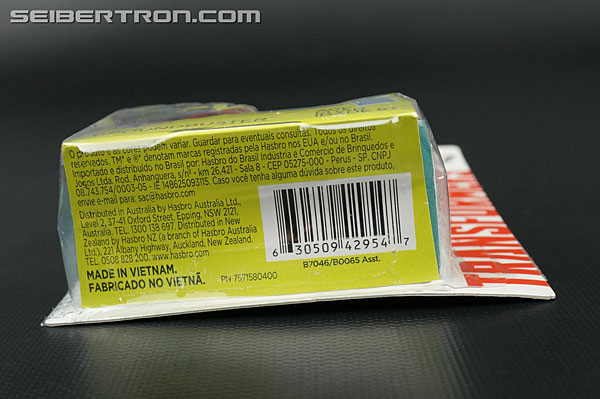 SEIBERTRON.COM
O produto e as cores podem variar. Guardar para eventuais consultas. Todos os direitos
reservados. TM* e ®* denotam marcas registradas pela Hasbro nos EUA e/ou no Brasil.
Importado e distribuído no Brasil por: Hasbro do Brasil Indústria e Comércio de Brinquedos e
Jogos Ltda. Rod. Anhanguera, s/nº - km 26,421 - Sala 8 - CEP 05275-000 - Perus - SP. CNPJ
08.743.754/0003-05 - IE 148625093115. Caso você tenha alguma dúvida sobre este produto,
envie e-mail para: sac@hasbro.com
Distributed in Australia by Hasbro Australia Ltd.,
Level 2, 37-41 Oxford Street, Epping, NSW 2121,
Australia. TEL: 1300 138 697. Distributed in New
Zealand by Hasbro NZ (a branch of Hasbro Australia
Ltd.), 221 Albany Highway, Auckland, New Zealand.
TEL: 0508 828 200. www.hasbro.com
MADE IN VIETNAM.
FABRICADO NO VIETNÃ.
PN 7571580400
6 30509 42954 7
B7046/B0065 Asst.